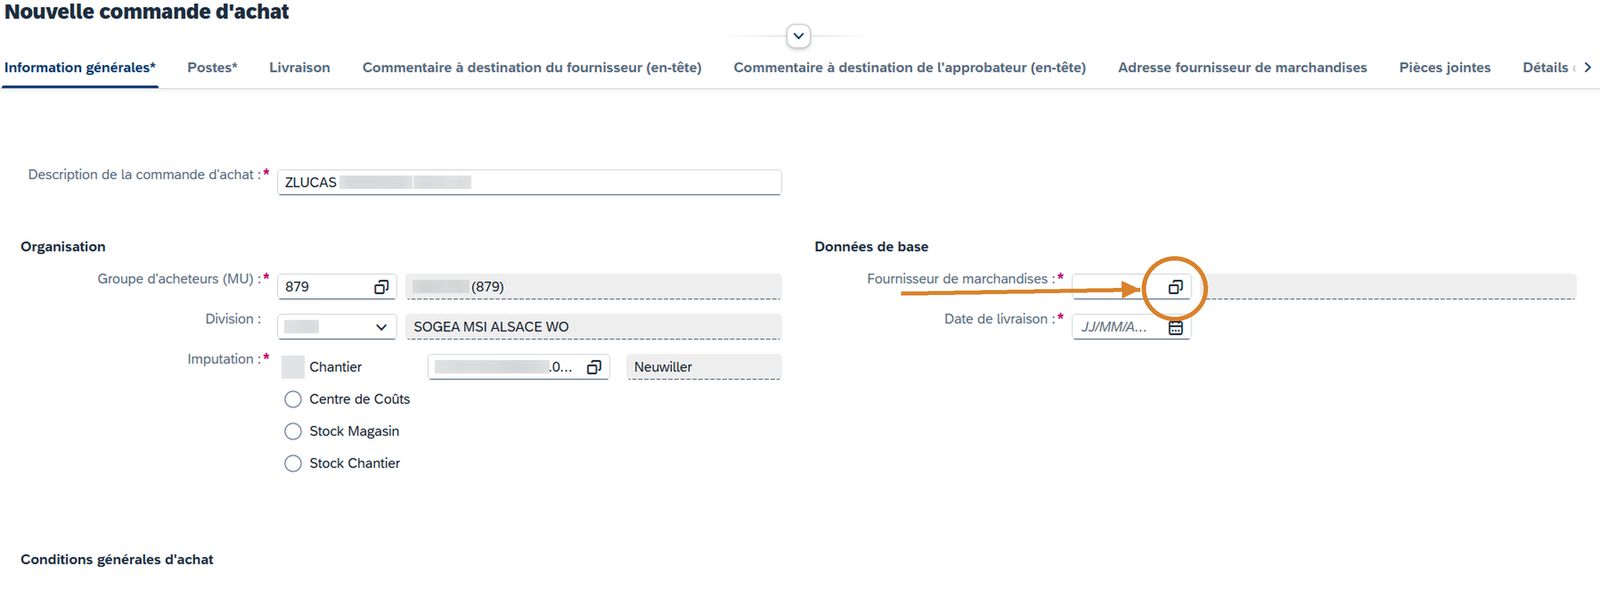 Nouvelle commande d'achat
Information générales* Postes* Livraison Commentaire à destination du fournisseur (en-tête) Commentaire à destination de l'approbateur (en-tête) Adresse fournisseur de marchandises Pièces jointes Détails
Description de la commande d'achat :* ZLUCAS
Organisation
Groupe d'acheteurs (MU) :* 879 (879)
Division : SOGEA MSI ALSACE WO
Imputation :* Chantier .0... Neuwiller
Centre de Coûts
Stock Magasin
Stock Chantier
Données de base
Fournisseur de marchandises :*
Date de livraison :* JJ/MM/A...
Conditions générales d'achat